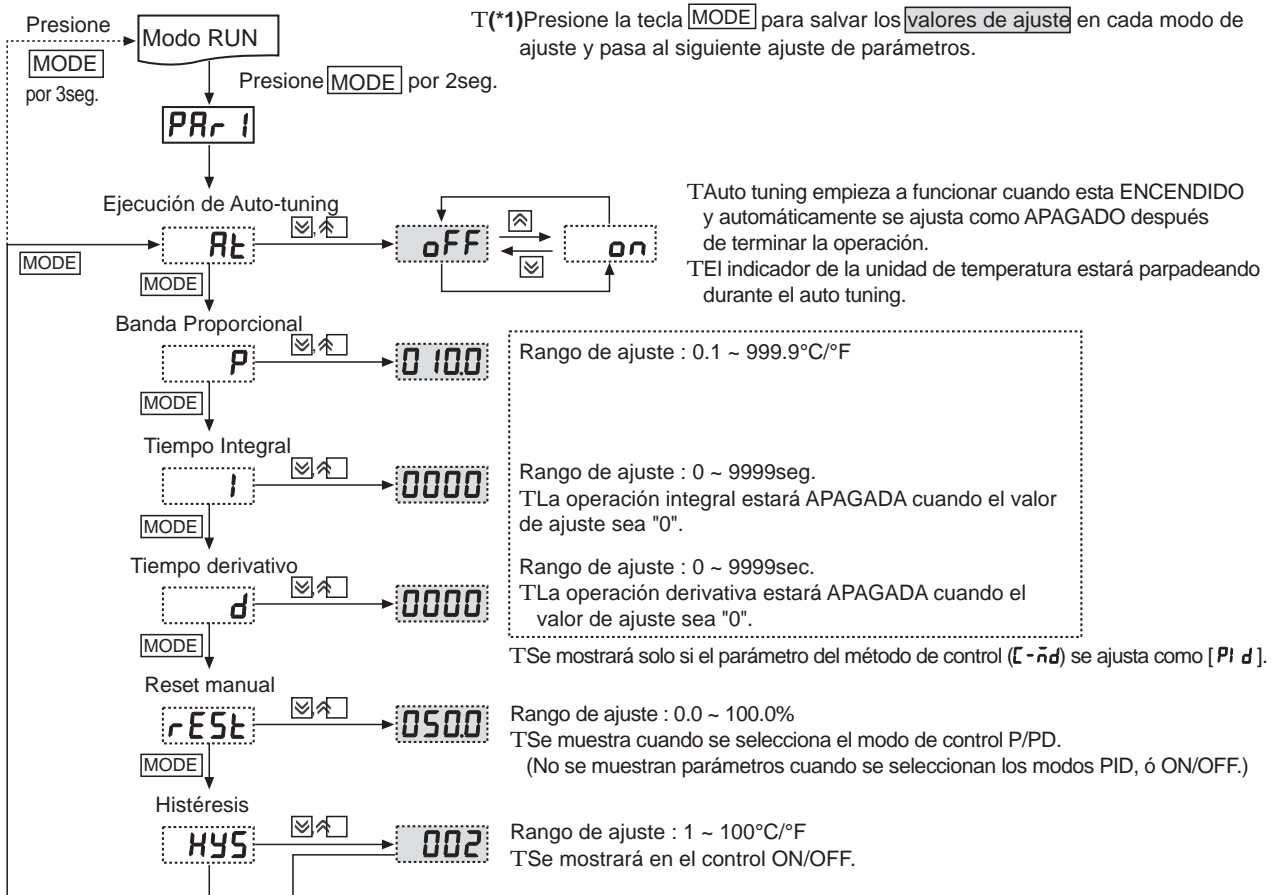 Presione
MODE
por 3seg.
Modo RUN
T(*1)Presione la tecla MODE para salvar los valores de ajuste en cada modo de
ajuste y pasa al siguiente ajuste de parámetros.
Presione MODE por 2seg.
PAr1
Ejecución de Auto-tuning
MODE
At
oFF
on
TAuto tuning empieza a funcionar cuando esta ENCENDIDO
y automáticamente se ajusta como APAGADO después
de terminar la operación.
TEl indicador de la unidad de temperatura estará parpadeando
durante el auto tuning.
MODE
Banda Proporcional
P
010.0
Rango de ajuste : 0.1 ~ 999.9°C/°F
MODE
Tiempo Integral
I
0000
Rango de ajuste : 0 ~ 9999seg.
TLa operación integral estará APAGADA cuando el valor
de ajuste sea "0".
MODE
Tiempo derivativo
d
0000
Rango de ajuste : 0 ~ 9999sec.
TLa operación derivativa estará APAGADA cuando el
valor de ajuste sea "0".
MODE
TSe mostrará solo si el parámetro del método de control (C-ñd) se ajusta como [ PI d ].
Reset manual
rESt
050.0
Rango de ajuste : 0.0 ~ 100.0%
TSe muestra cuando se selecciona el modo de control P/PD.
(No se muestran parámetros cuando se seleccionan los modos PID, ó ON/OFF.)
MODE
Histéresis
HYS
002
Rango de ajuste : 1 ~ 100°C/°F
TSe mostrará en el control ON/OFF.